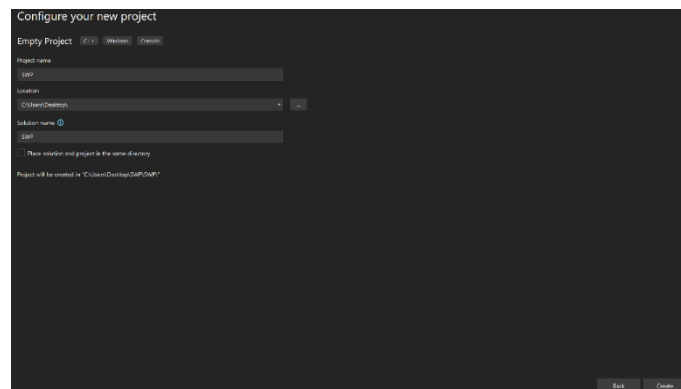 Configure your new project
Empty Project C++ Windows Console
Project name
SWP
Location
C:\Users\Desktop\ ...
Solution name
SWP
Place solution and project in the same directory
Project will be created in "C:\Users\Desktop\SWP\SWP\"
Back Create